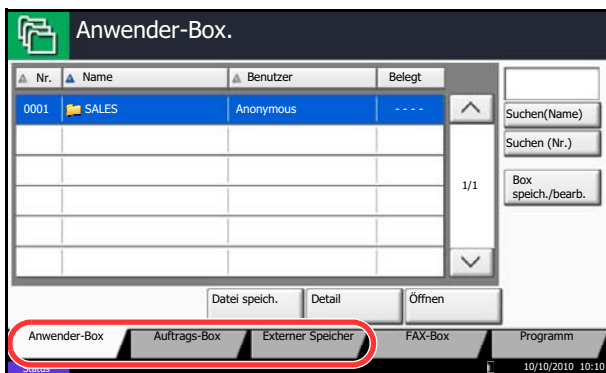 Anwender-Box.
Nr. Name Benutzer Belegt
0001 SALES Anonymous - - - -
Suchen(Name)
Suchen (Nr.)
1/1
Box
speich./bearb.
Datei speich. Detail Öffnen
Anwender-Box Auftrags-Box Externer Speicher FAX-Box Programm
Status 10/10/2010 10:10